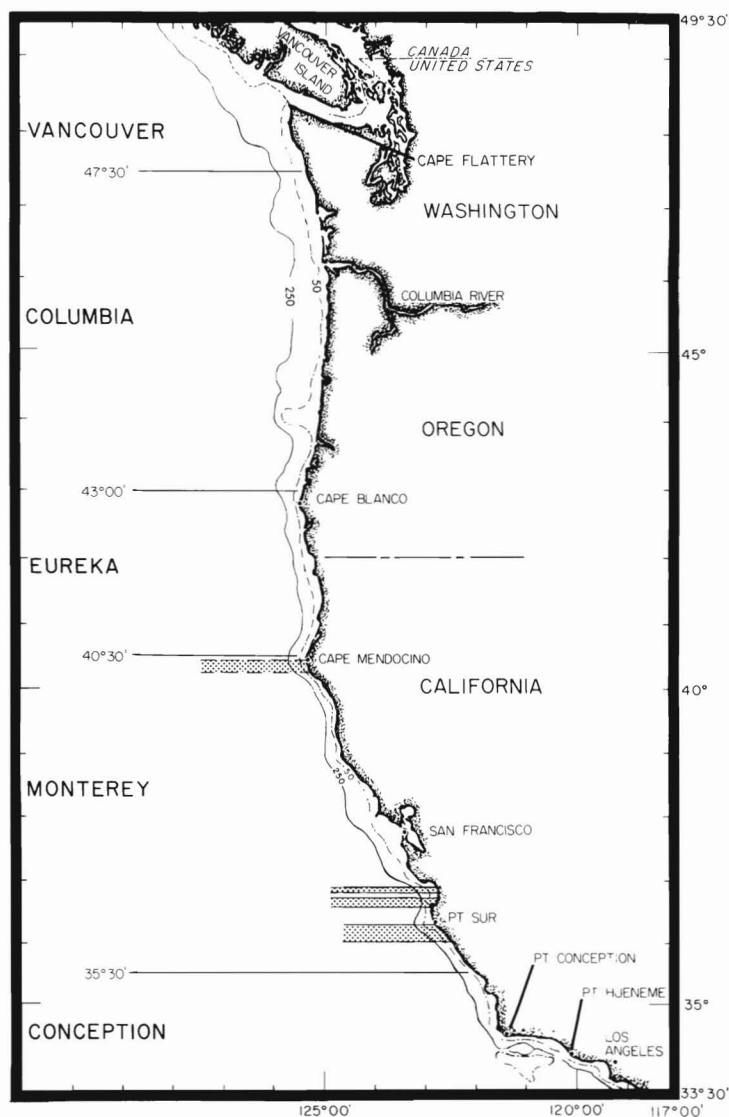 49°30'
CANADA
UNITED STATES
VANCOUVER
ISLAND
VANCOUVER
CAPE FLATTERY
47°30'
WASHINGTON
COLUMBIA RIVER
250
50
COLUMBIA
45°
OREGON
43°00'
CAPE BLANCO
EUREKA
40°30'
CAPE MENDOCINO
CALIFORNIA
40°
50
250
MONTEREY
SAN FRANCISCO
PT SUR
PT CONCEPTION
35°30'
PT HUENEME
35°
CONCEPTION
LOS
ANGELES
33°30'
125°00'
120°00'
117°00'